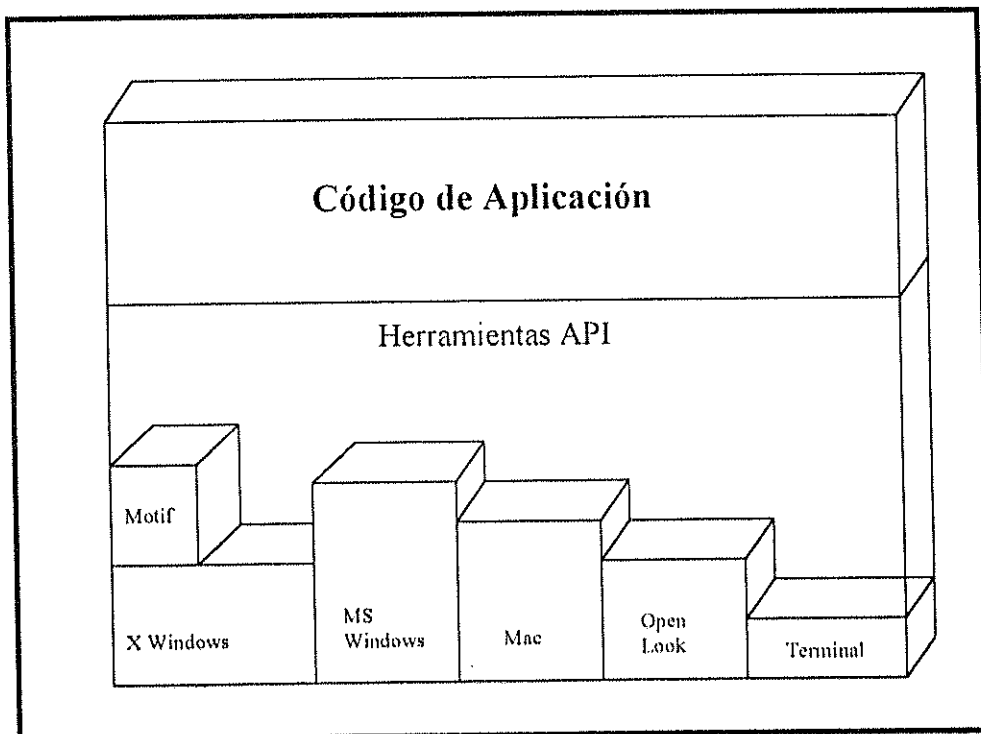 Código de Aplicación
Herramientas API
Motif
X Windows
MS
Windows
Mac
Open
Look
Terminal